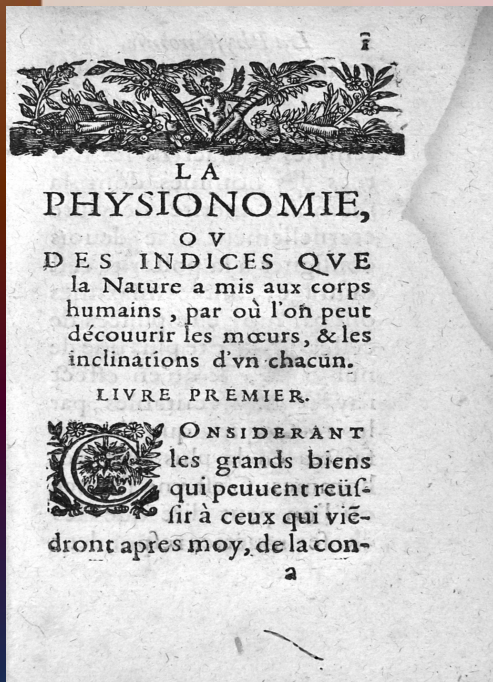 1
LA
PHYSIONOMIE,
OV
DES INDICES QVE
la Nature a mis aux corps
humains, par où l'on peut
découurir les mœurs, & les
inclinations d'vn chacun.
LIVRE PREMIER.
CONSIDERANT
les grands biens
qui peuuent reüſ-
ſir à ceux qui viẽ-
dront apres moy, de la con-
a